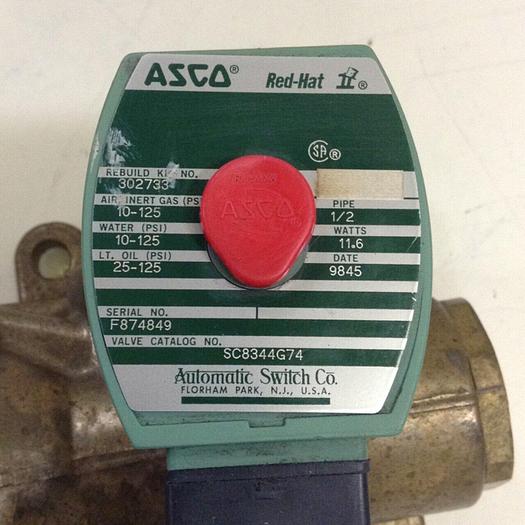 ASCO® Red-Hat II®
SA®
REBUILD KIT NO.
302733
ASCO
AIR-INERT GAS (PSI
10-125
PIPE
1/2
WATER (PSI)
10-125
WATTS
11.6
LT. OIL (PSI)
25-125
DATE
9845
SERIAL NO.
F874849
VALVE CATALOG NO.
SC8344G74
Automatic Switch Co.
FLORHAM PARK, N.J., U.S.A.